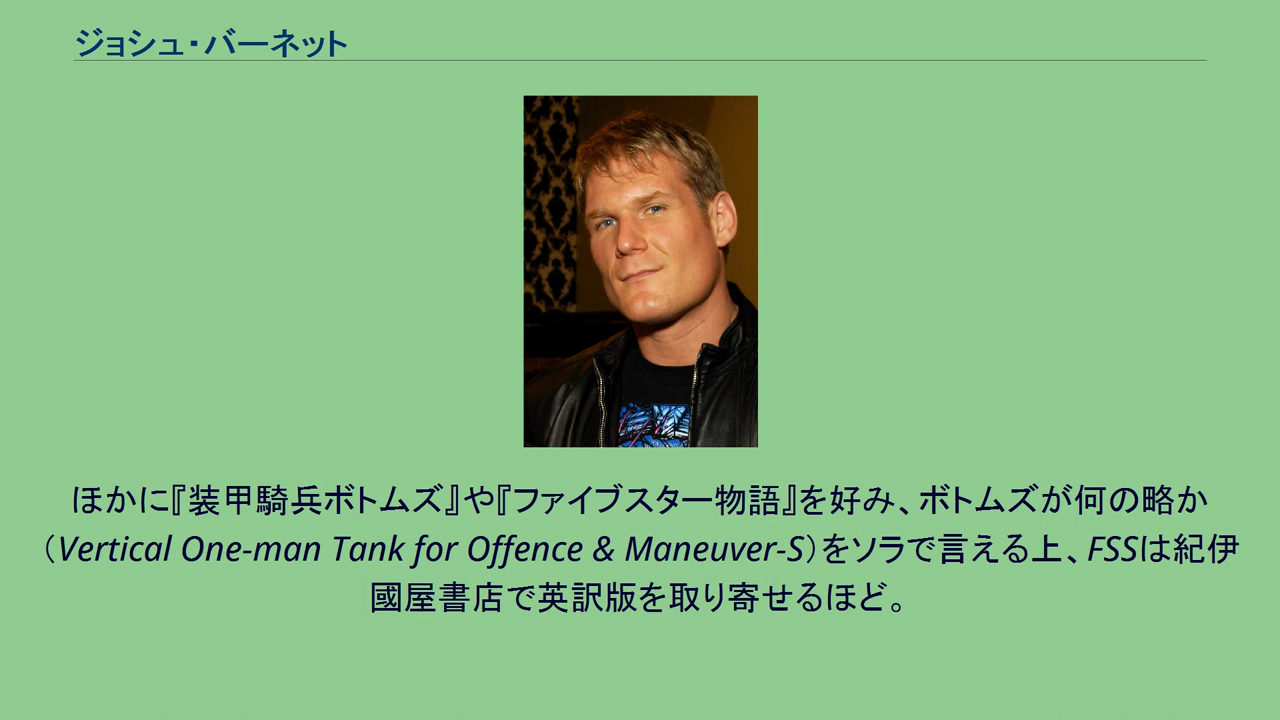 ジョシュ・バーネット
ほかに『装甲騎兵ボトムズ』や『ファイブスター物語』を好み、ボトムズが何の略か
（Vertical One-man Tank for Offence & Maneuver-S）をソラで言える上、FSSは紀伊
國屋書店で英訳版を取り寄せるほど。